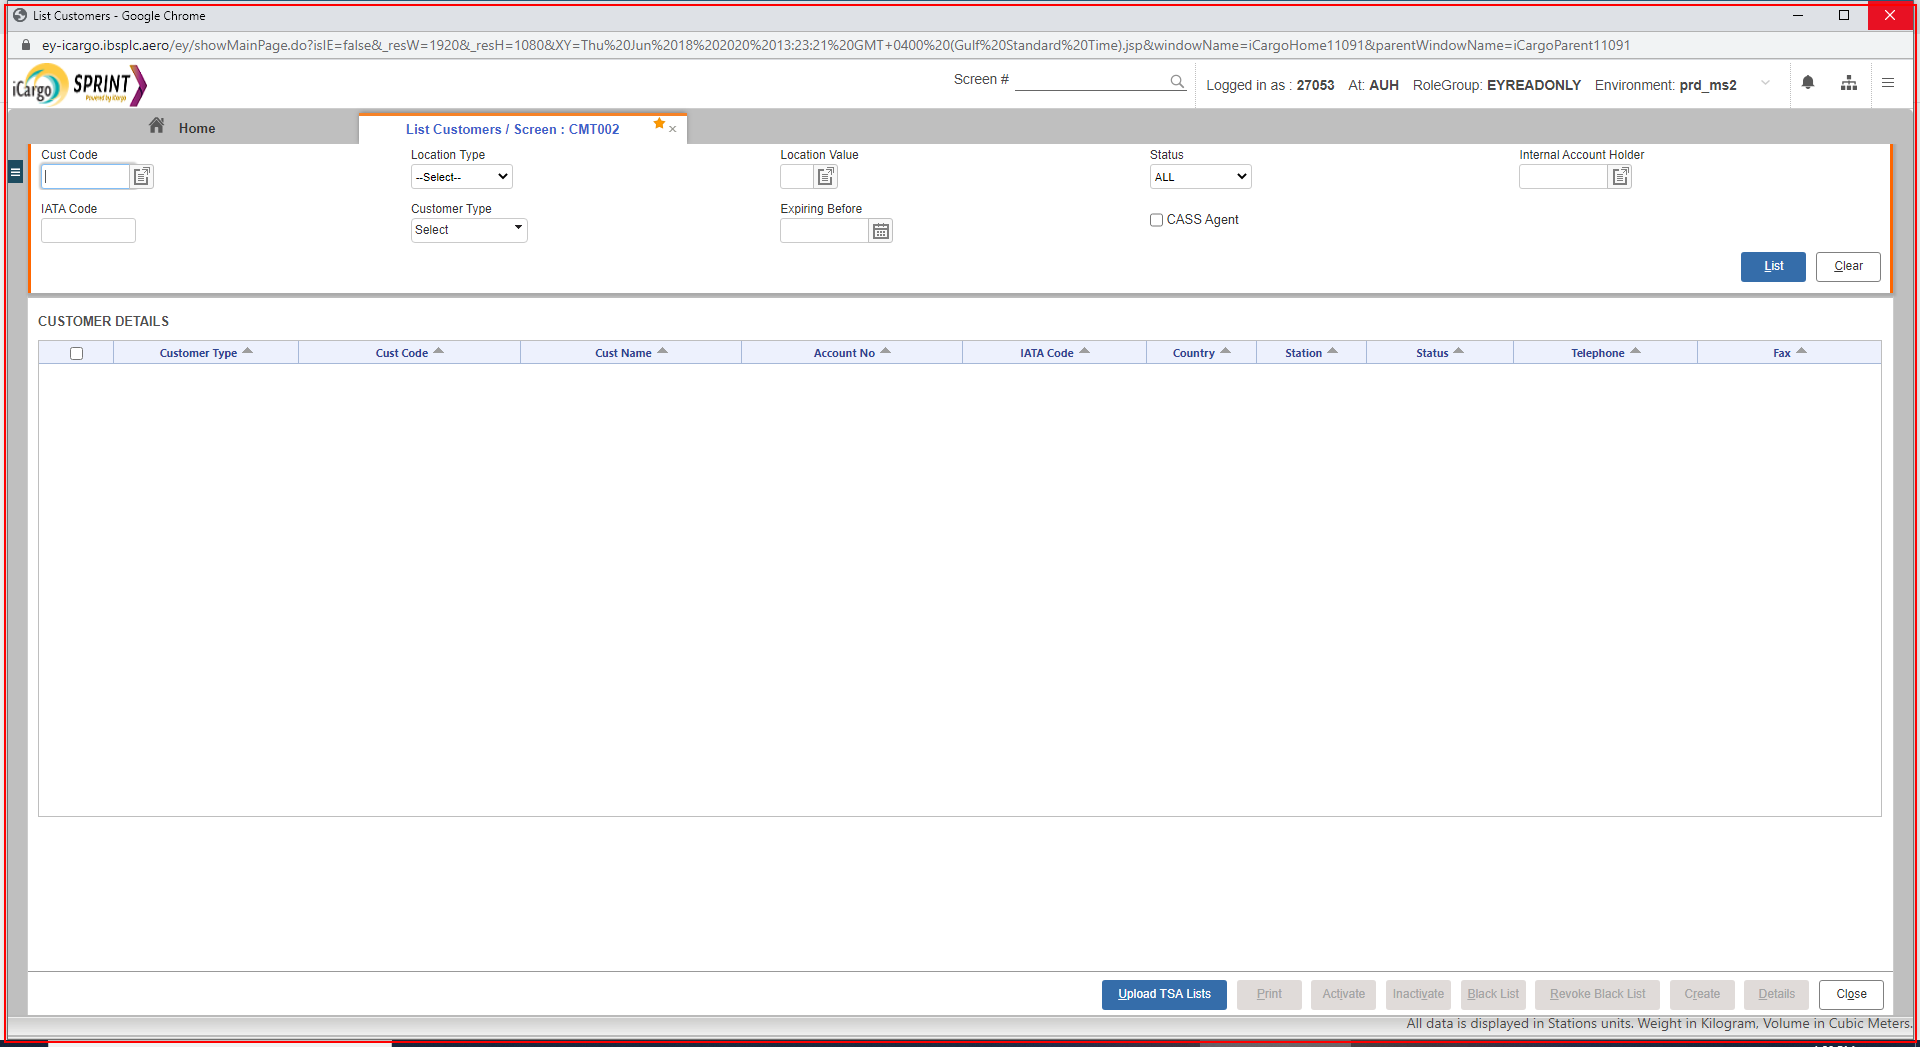 List Customers - Google Chrome
ey-icargo.ibsplc.aero/ey/showMainPage.do?isIE=false&_resW=1920&_resH=1080&XY=Thu%20Jun%2018%202020%2013:23:21%20GMT+0400%20(Gulf%20Standard%20Time).jsp&windowName=iCargoHome11091&parentWindowName=iCargoParent11091
iCargo SPRINT
Powered by iCargo
Screen #
Logged in as : 27053 At: AUH RoleGroup: EYREADONLY Environment: prd_ms2
Home
List Customers / Screen : CMT002
Cust Code
Location Type
Location Value
Status
Internal Account Holder
--Select--
ALL
IATA Code
Customer Type
Expiring Before
CASS Agent
Select
List
Clear
CUSTOMER DETAILS
Customer Type
Cust Code
Cust Name
Account No
IATA Code
Country
Station
Status
Telephone
Fax
Upload TSA Lists
Print
Activate
Inactivate
Black List
Revoke Black List
Create
Details
Close
All data is displayed in Stations units. Weight in Kilogram, Volume in Cubic Meters.